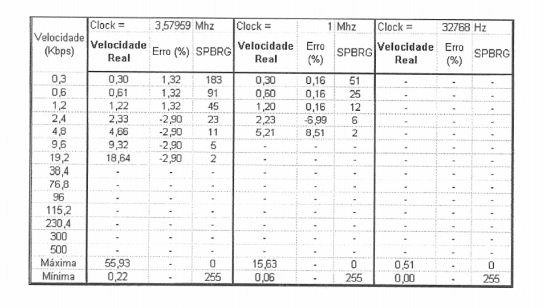 Velocidade (Kbps) | Clock = | 3,57959 | Mhz | Clock = | 1 | Mhz | Clock = | 32768 | Hz
Velocidade Real | Erro (%) | SPBRG | Velocidade Real | Erro (%) | SPBRG | Velocidade Real | Erro (%) | SPBRG
0,3 | 0,30 | 1,32 | 183 | 0,30 | 0,16 | 51 | - | - | -
0,6 | 0,61 | 1,32 | 91 | 0,60 | 0,16 | 25 | - | - | -
1,2 | 1,22 | 1,32 | 45 | 1,20 | 0,16 | 12 | - | - | -
2,4 | 2,33 | -2,90 | 23 | 2,23 | -6,99 | 6 | - | - | -
4,8 | 4,66 | -2,90 | 11 | 5,21 | 8,51 | 2 | - | - | -
9,6 | 9,32 | -2,90 | 5 | - | - | - | - | - | -
19,2 | 18,64 | -2,90 | 2 | - | - | - | - | - | -
38,4 | - | - | - | - | - | - | - | - | -
76,8 | - | - | - | - | - | - | - | - | -
96 | - | - | - | - | - | - | - | - | -
115,2 | - | - | - | - | - | - | - | - | -
230,4 | - | - | - | - | - | - | - | - | -
300 | - | - | - | - | - | - | - | - | -
500 | - | - | - | - | - | - | - | - | -
Máxima | 55,93 | - | 0 | 15,63 | - | 0 | 0,51 | - | 0
Mínima | 0,22 | - | 255 | 0,06 | - | 255 | 0,00 | - | 255